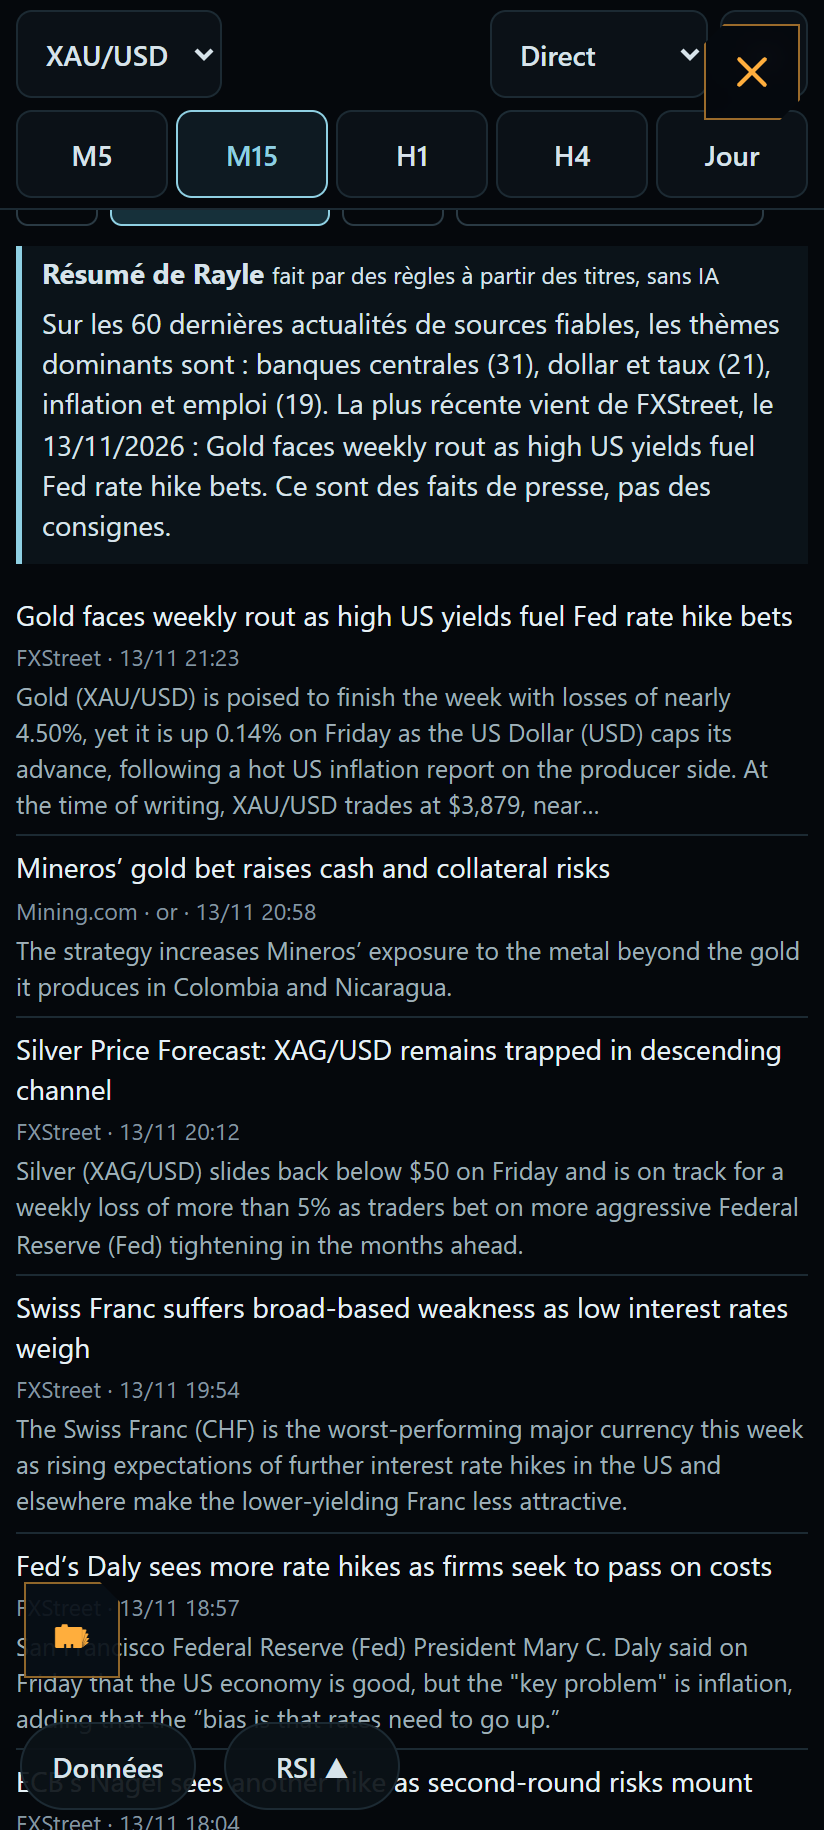 XAU/USD
Direct
M5
M15
H1
H4
Jour
Résumé de Rayle fait par des règles à partir des titres, sans IA
Sur les 60 dernières actualités de sources fiables, les thèmes
dominants sont : banques centrales (31), dollar et taux (21),
inflation et emploi (19). La plus récente vient de FXStreet, le
13/11/2026 : Gold faces weekly rout as high US yields fuel
Fed rate hike bets. Ce sont des faits de presse, pas des
consignes.
Gold faces weekly rout as high US yields fuel Fed rate hike bets
FXStreet · 13/11 21:23
Gold (XAU/USD) is poised to finish the week with losses of nearly
4.50%, yet it is up 0.14% on Friday as the US Dollar (USD) caps its
advance, following a hot US inflation report on the producer side. At
the time of writing, XAU/USD trades at $3,879, near...
Mineros’ gold bet raises cash and collateral risks
Mining.com · or · 13/11 20:58
The strategy increases Mineros’ exposure to the metal beyond the gold
it produces in Colombia and Nicaragua.
Silver Price Forecast: XAG/USD remains trapped in descending
channel
FXStreet · 13/11 20:12
Silver (XAG/USD) slides back below $50 on Friday and is on track for a
weekly loss of more than 5% as traders bet on more aggressive Federal
Reserve (Fed) tightening in the months ahead.
Swiss Franc suffers broad-based weakness as low interest rates
weigh
FXStreet · 13/11 19:54
The Swiss Franc (CHF) is the worst-performing major currency this week
as rising expectations of further interest rate hikes in the US and
elsewhere make the lower-yielding Franc less attractive.
Fed’s Daly sees more rate hikes as firms seek to pass on costs
FXStreet · 13/11 18:57
San Francisco Federal Reserve (Fed) President Mary C. Daly said on
Friday that the US economy is good, but the "key problem" is inflation,
adding that the “bias is that rates need to go up.”
Données
RSI ▲
ECB’s Nagel sees another hike as second-round risks mount
FXStreet · 13/11 18:04